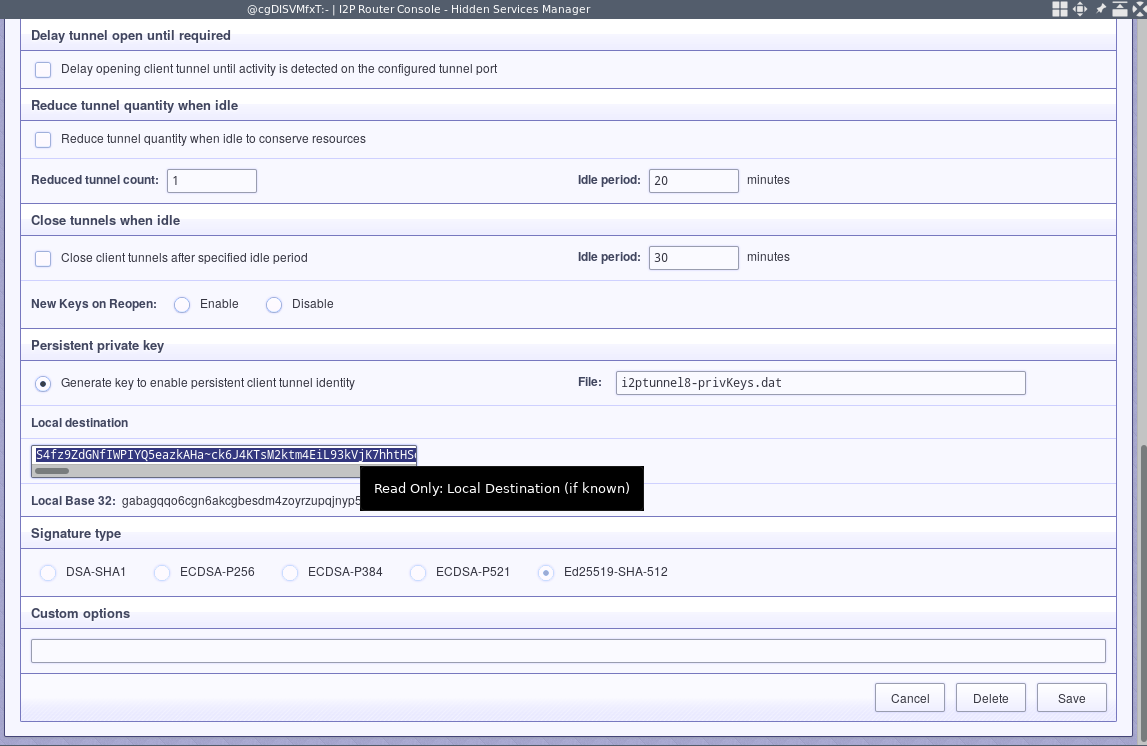 @cgDISVMfxT:- | I2P Router Console - Hidden Services Manager
Delay tunnel open until required
Delay opening client tunnel until activity is detected on the configured tunnel port
Reduce tunnel quantity when idle
Reduce tunnel quantity when idle to conserve resources
Reduced tunnel count: 1 Idle period: 20 minutes
Close tunnels when idle
Close client tunnels after specified idle period Idle period: 30 minutes
New Keys on Reopen: Enable Disable
Persistent private key
Generate key to enable persistent client tunnel identity File: i2ptunnel8-privKeys.dat
Local destination
S4fz9ZdGNfIWPIYQ5eazkAHa~ck6J4KTsM2ktm4EiL93kVjK7hhtHS
Read Only: Local Destination (if known)
Local Base 32: gabagqqo6cgn6akcgbesdm4zoyrzupqjnyp5
Signature type
DSA-SHA1 ECDSA-P256 ECDSA-P384 ECDSA-P521 Ed25519-SHA-512
Custom options
Cancel Delete Save